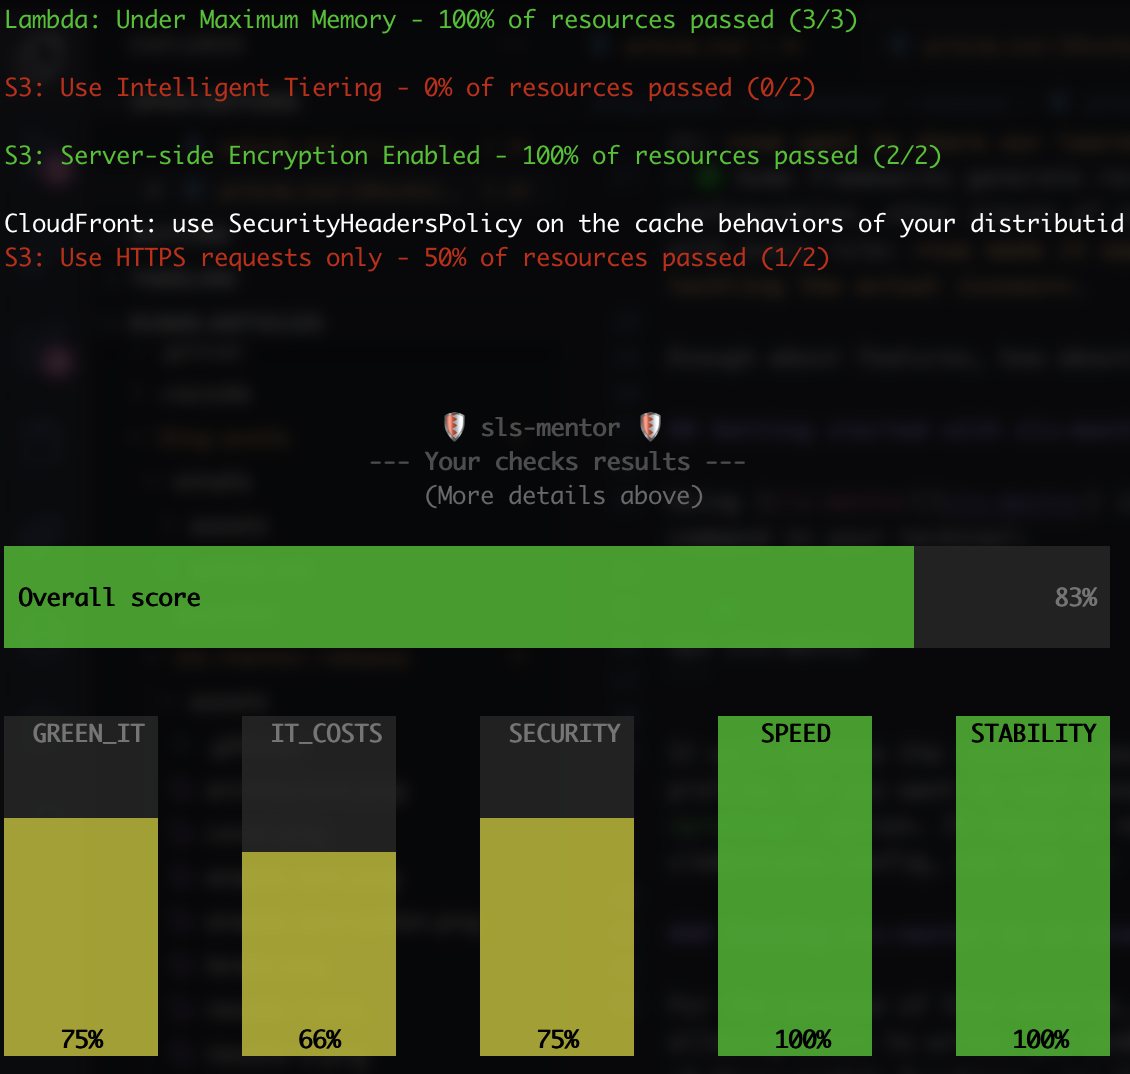 Lambda: Under Maximum Memory - 100% of resources passed (3/3)
S3: Use Intelligent Tiering - 0% of resources passed (0/2)
S3: Server-side Encryption Enabled - 100% of resources passed (2/2)
CloudFront: use SecurityHeadersPolicy on the cache behaviors of your distributid
S3: Use HTTPS requests only - 50% of resources passed (1/2)
sls-mentor
--- Your checks results ---
(More details above)
Overall score 83%
GREEN_IT IT_COSTS SECURITY SPEED STABILITY
75% 66% 75% 100% 100%